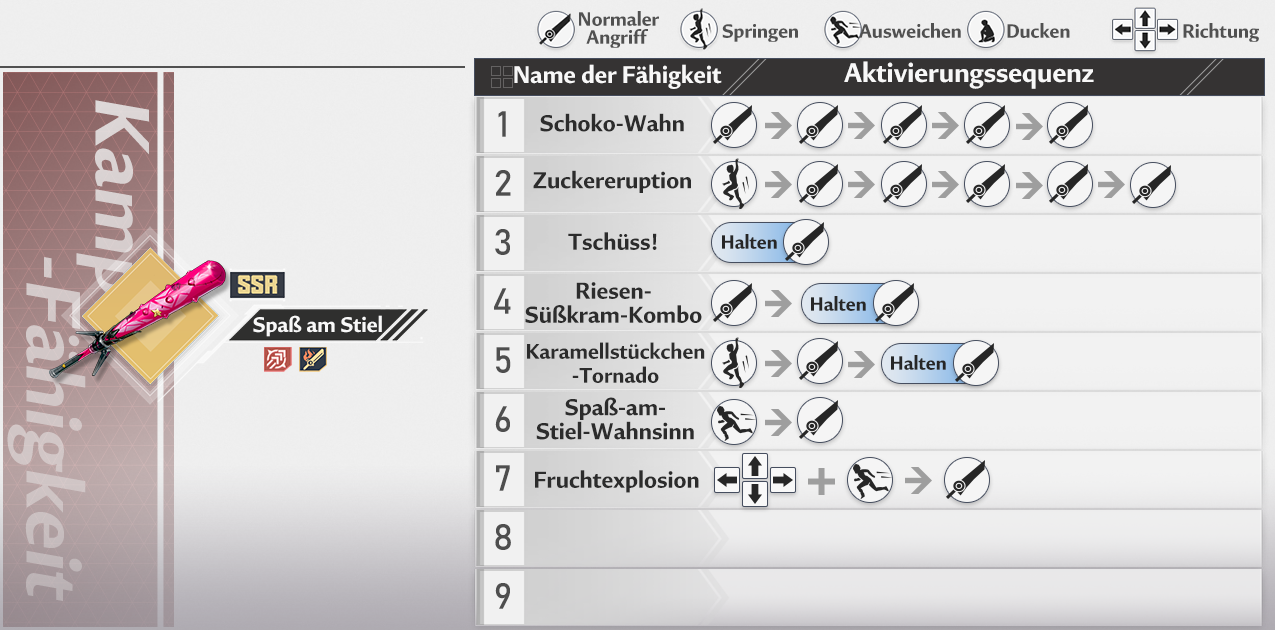 Normaler
Angriff
Springen
Ausweichen
Ducken
Richtung
Name der Fähigkeit
Aktivierungssequenz
Kampf
-Fähigkeit
SSR
Spaß am Stiel
1
Schoko-Wahn
2
Zuckereruption
3
Tschüss!
Halten
4
Riesen-
Süßkram-Kombo
Halten
5
Karamellstückchen
-Tornado
Halten
6
Spaß-am-
Stiel-Wahnsinn
7
Fruchtexplosion
8
9